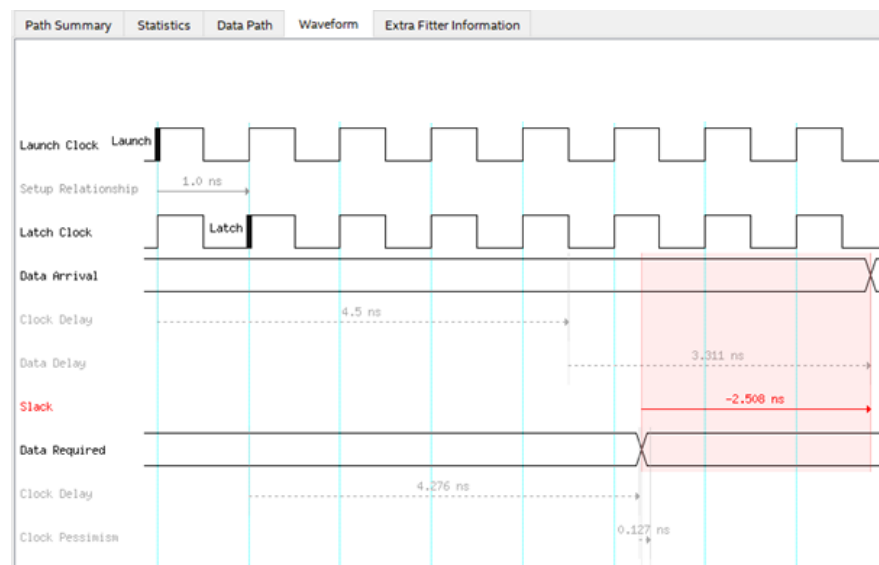 Path Summary Statistics Data Path Waveform Extra Fitter Information
Launch Clock Launch
Setup Relationship 1.0 ns
Latch Clock Latch
Data Arrival
Clock Delay 4.5 ns
Data Delay 3.311 ns
Slack -2.508 ns
Data Required
Clock Delay 4.276 ns
Clock Pessimism 0.127 ns